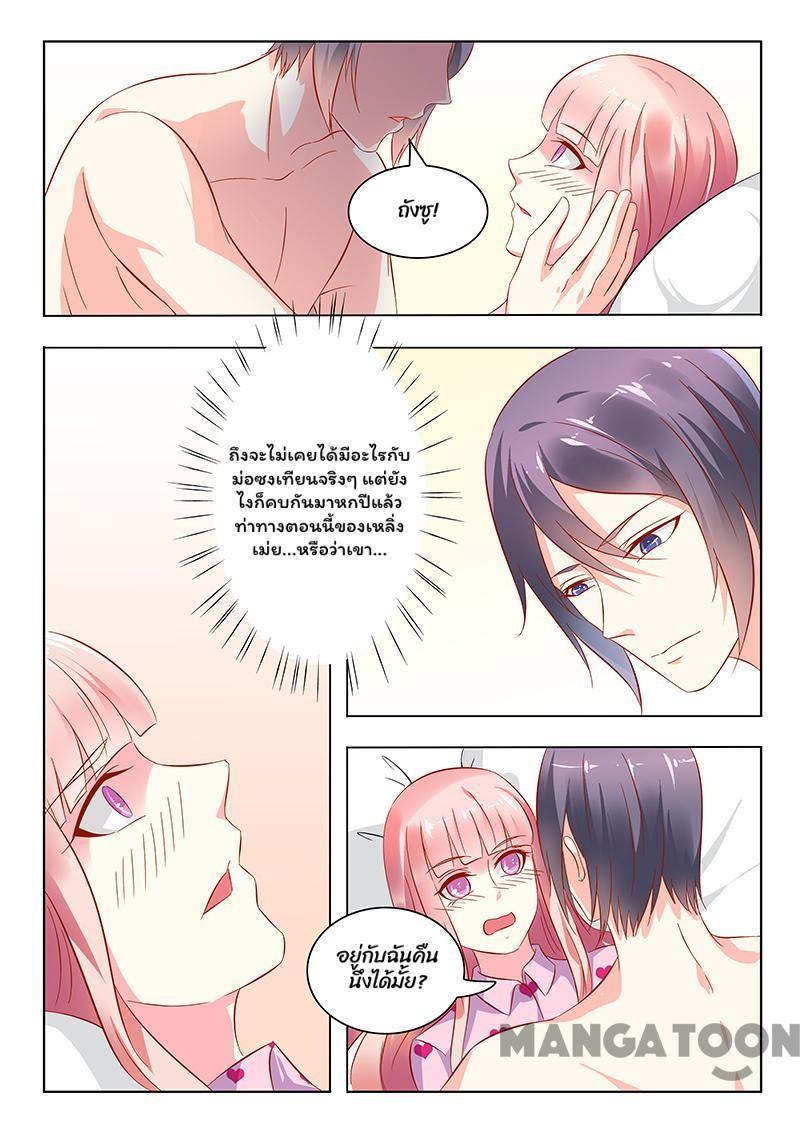 ถังซู!
ถึงจะไม่เคยได้มีอะไรกับ
ม่อซงเทียนจริงๆ แต่ยัง
ไงก็คบกันมาหกปีแล้ว
ท่าทางตอนนี้ของเหลิ่ง
เม่ย...หรือว่าเขา...
อยู่กับฉันคืน
นึงได้มั้ย?
MANGATOON